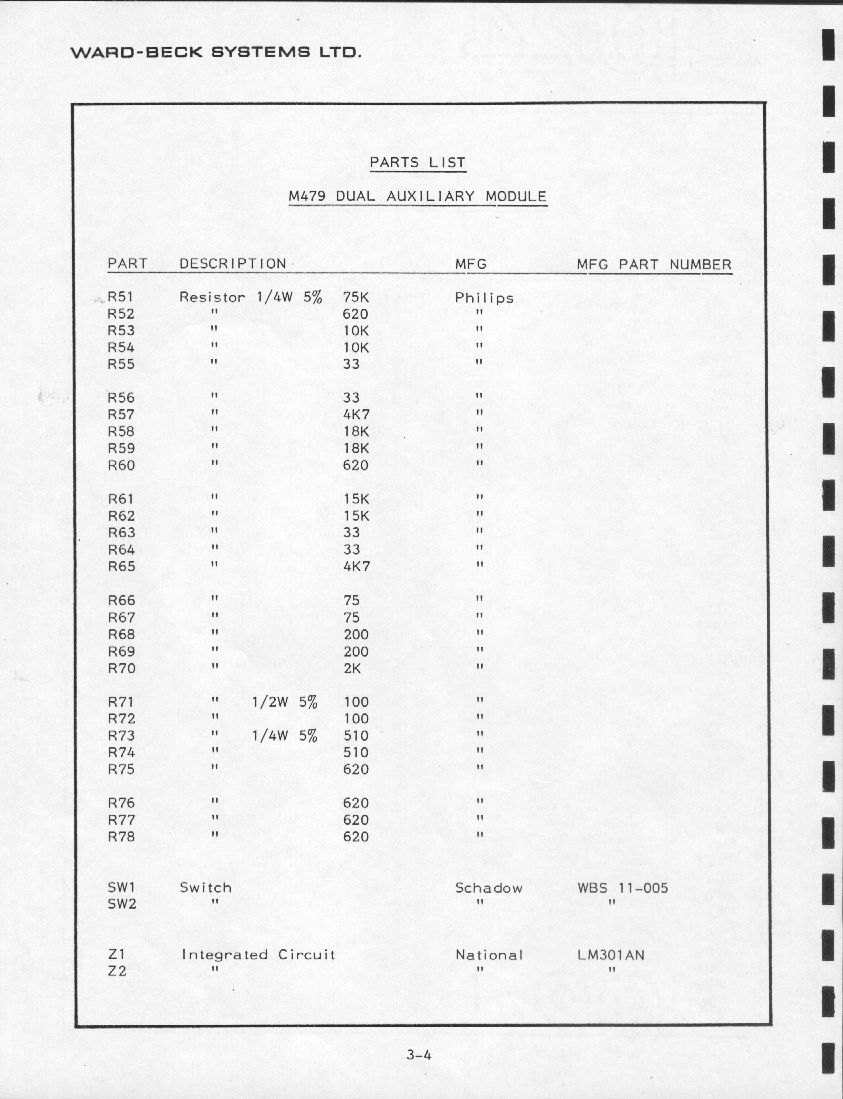 WARD-BECK SYSTEMS LTD.
PARTS LIST
M479 DUAL AUXILIARY MODULE
PART DESCRIPTION MFG MFG PART NUMBER
R51 Resistor 1/4W 5% 75K Philips
R52 " 620 "
R53 " 10K "
R54 " 10K "
R55 " 33 "
R56 " 33 "
R57 " 4K7 "
R58 " 18K "
R59 " 18K "
R60 " 620 "
R61 " 15K "
R62 " 15K "
R63 " 33 "
R64 " 33 "
R65 " 4K7 "
R66 " 75 "
R67 " 75 "
R68 " 200 "
R69 " 200 "
R70 " 2K "
R71 " 1/2W 5% 100 "
R72 " 100 "
R73 " 1/4W 5% 510 "
R74 " 510 "
R75 " 620 "
R76 " 620 "
R77 " 620 "
R78 " 620 "
SW1 Switch Schadow WBS 11-005
SW2 " " "
Z1 Integrated Circuit National LM301AN
Z2 " " "
3-4